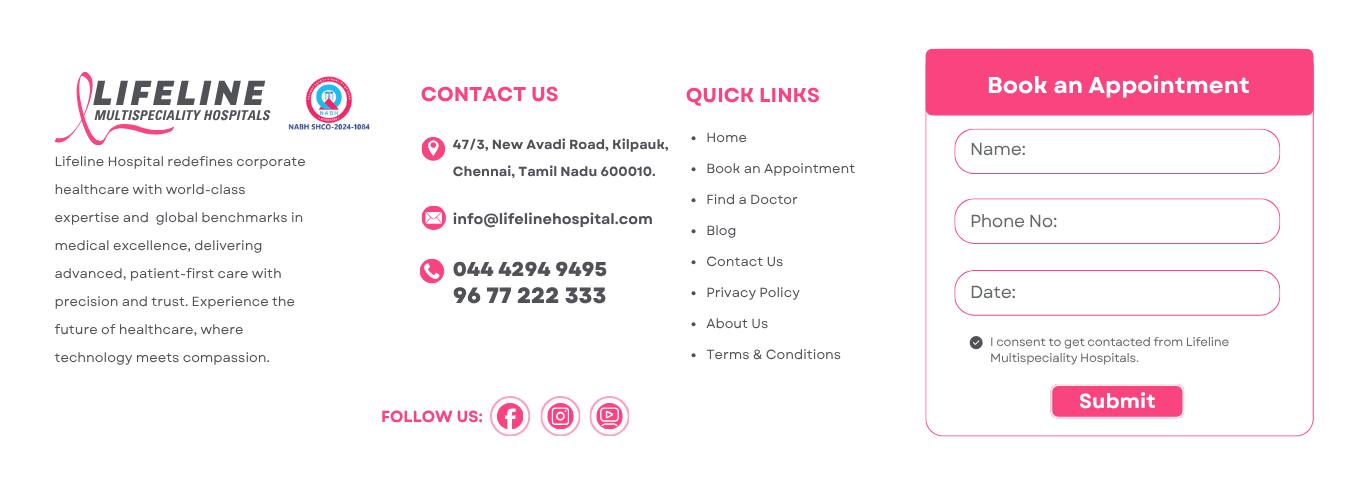 LIFELINE
MULTISPECIALITY HOSPITALS
NABH
NABH SHCO-2024-1084
Lifeline Hospital redefines corporate
healthcare with world-class
expertise and global benchmarks in
medical excellence, delivering
advanced, patient-first care with
precision and trust. Experience the
future of healthcare, where
technology meets compassion.
CONTACT US
47/3, New Avadi Road, Kilpauk,
Chennai, Tamil Nadu 600010.
info@lifelinehospital.com
044 4294 9495
96 77 222 333
FOLLOW US:
QUICK LINKS
• Home
• Book an Appointment
• Find a Doctor
• Blog
• Contact Us
• Privacy Policy
• About Us
• Terms & Conditions
Book an Appointment
Name:
Phone No:
Date:
I consent to get contacted from Lifeline
Multispeciality Hospitals.
Submit